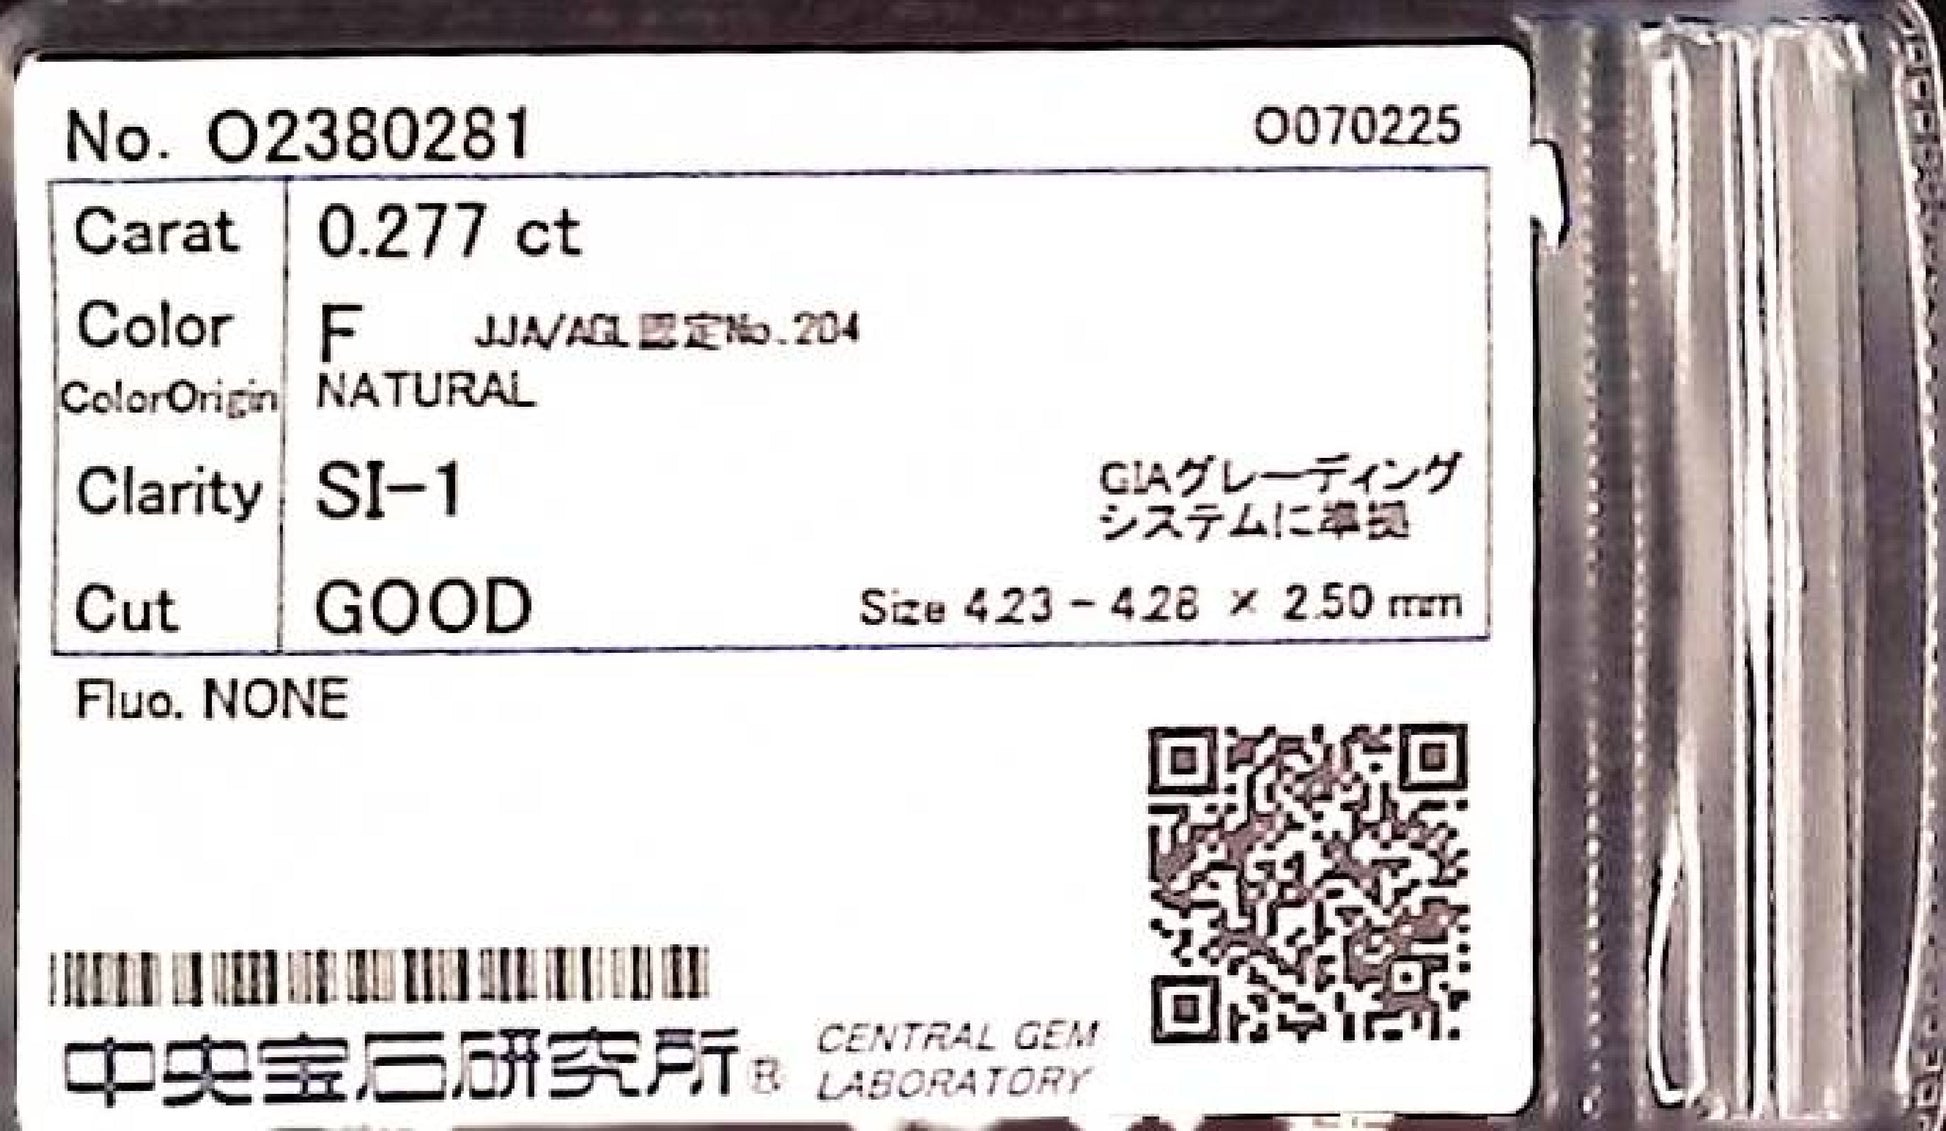 No. O2380281
O070225
Carat 0.277 ct
Color F JJA/AGL認定No.204
ColorOrigin NATURAL
Clarity SI-1
GIAグレーディング
システムに準拠
Cut GOOD Size 4.23 - 4.28 × 2.50 mm
Fluo. NONE
中央宝石研究所®
CENTRAL GEM
LABORATORY